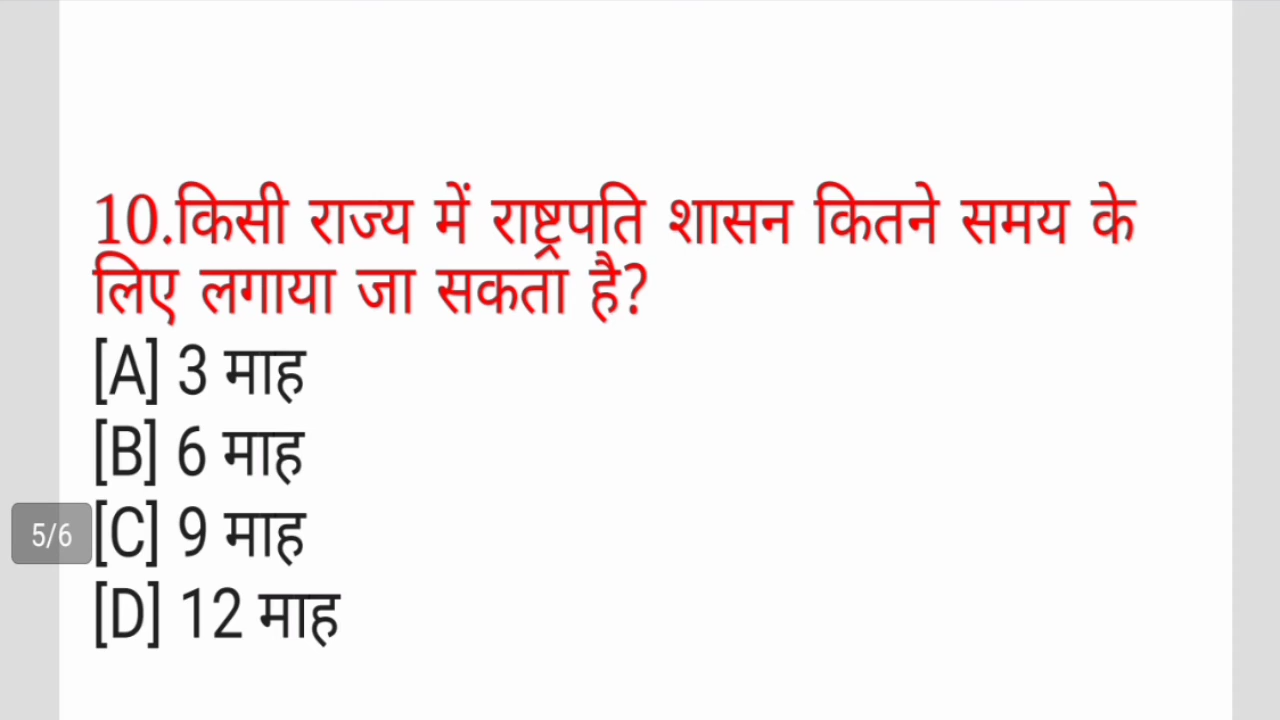 10.किसी राज्य में राष्ट्रपति शासन कितने समय के
लिए लगाया जा सकता है?
[A] 3 माह
[B] 6 माह
5/6
[C] 9 माह
[D] 12 माह